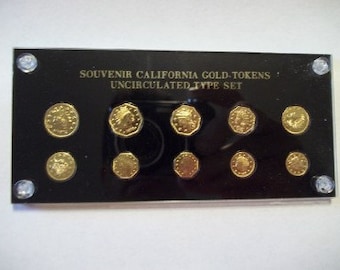 SOUVENIR CALIFORNIA GOLD-TOKENS
UNCIRCULATED TYPE SET